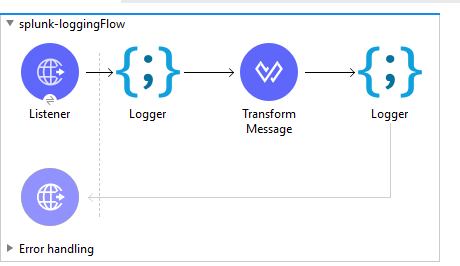 splunk-loggingFlow
Listener
Logger
Transform
Message
Logger
Error handling